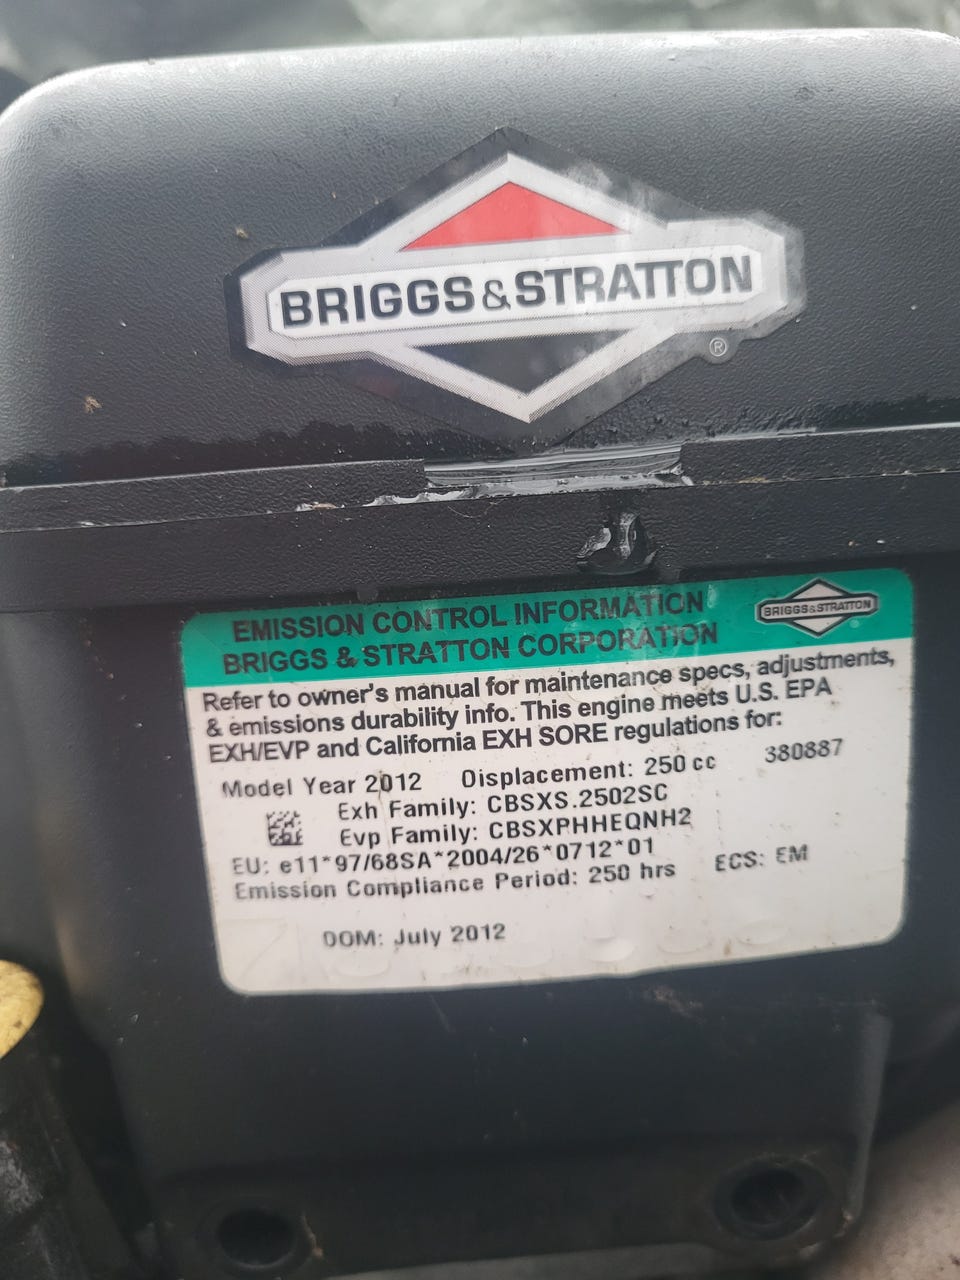 BRIGGS&STRATTON
®
EMISSION CONTROL INFORMATION
BRIGGS & STRATTON CORPORATION
BRIGGS&STRATTON
®
Refer to owner's manual for maintenance specs, adjustments,
& emissions durability info. This engine meets U.S. EPA
EXH/EVP and California EXH SORE regulations for:
Model Year 2012 Displacement: 250 cc 380887
Exh Family: CBSXS.2502SC
Evp Family: CBSXPHHEQNH2
EU: e11*97/68SA*2004/26*0712*01
Emission Compliance Period: 250 hrs ECS: EM
DOM: July 2012